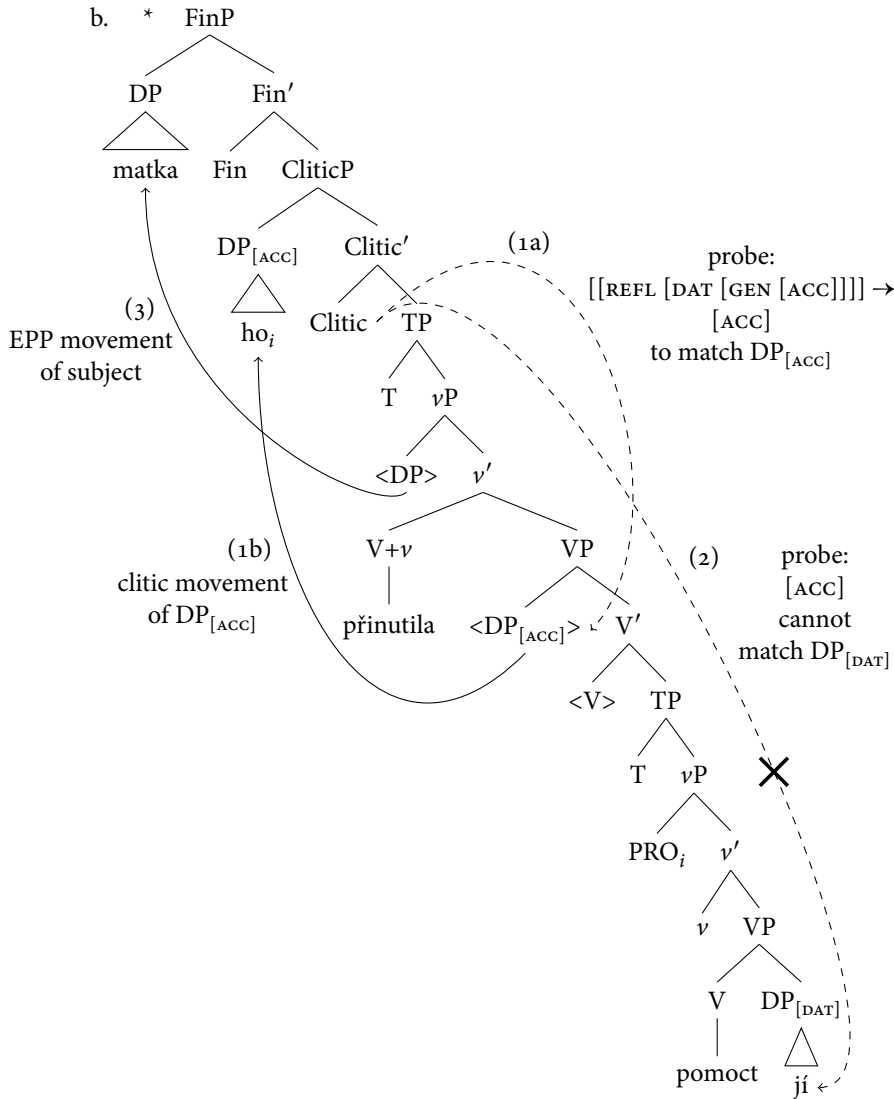 b. * FinP
DP Fin′
matka Fin CliticP
DP[ACC] Clitic′ (1a)
probe:
[[REFL [DAT [GEN [ACC]]]] →
(3) ho𝑖 Clitic TP [ACC]
EPP movement to match DP[ACC]
of subject
T 𝑣P
<DP> 𝑣′
(1b) V+𝑣 VP (2) probe:
clitic movement [ACC]
of DP[ACC] cannot
přinutila <DP[ACC]> V′ match DP[DAT]
<V> TP
T 𝑣P
PRO𝑖 𝑣′
𝑣 VP
V DP[DAT]
pomoct jí